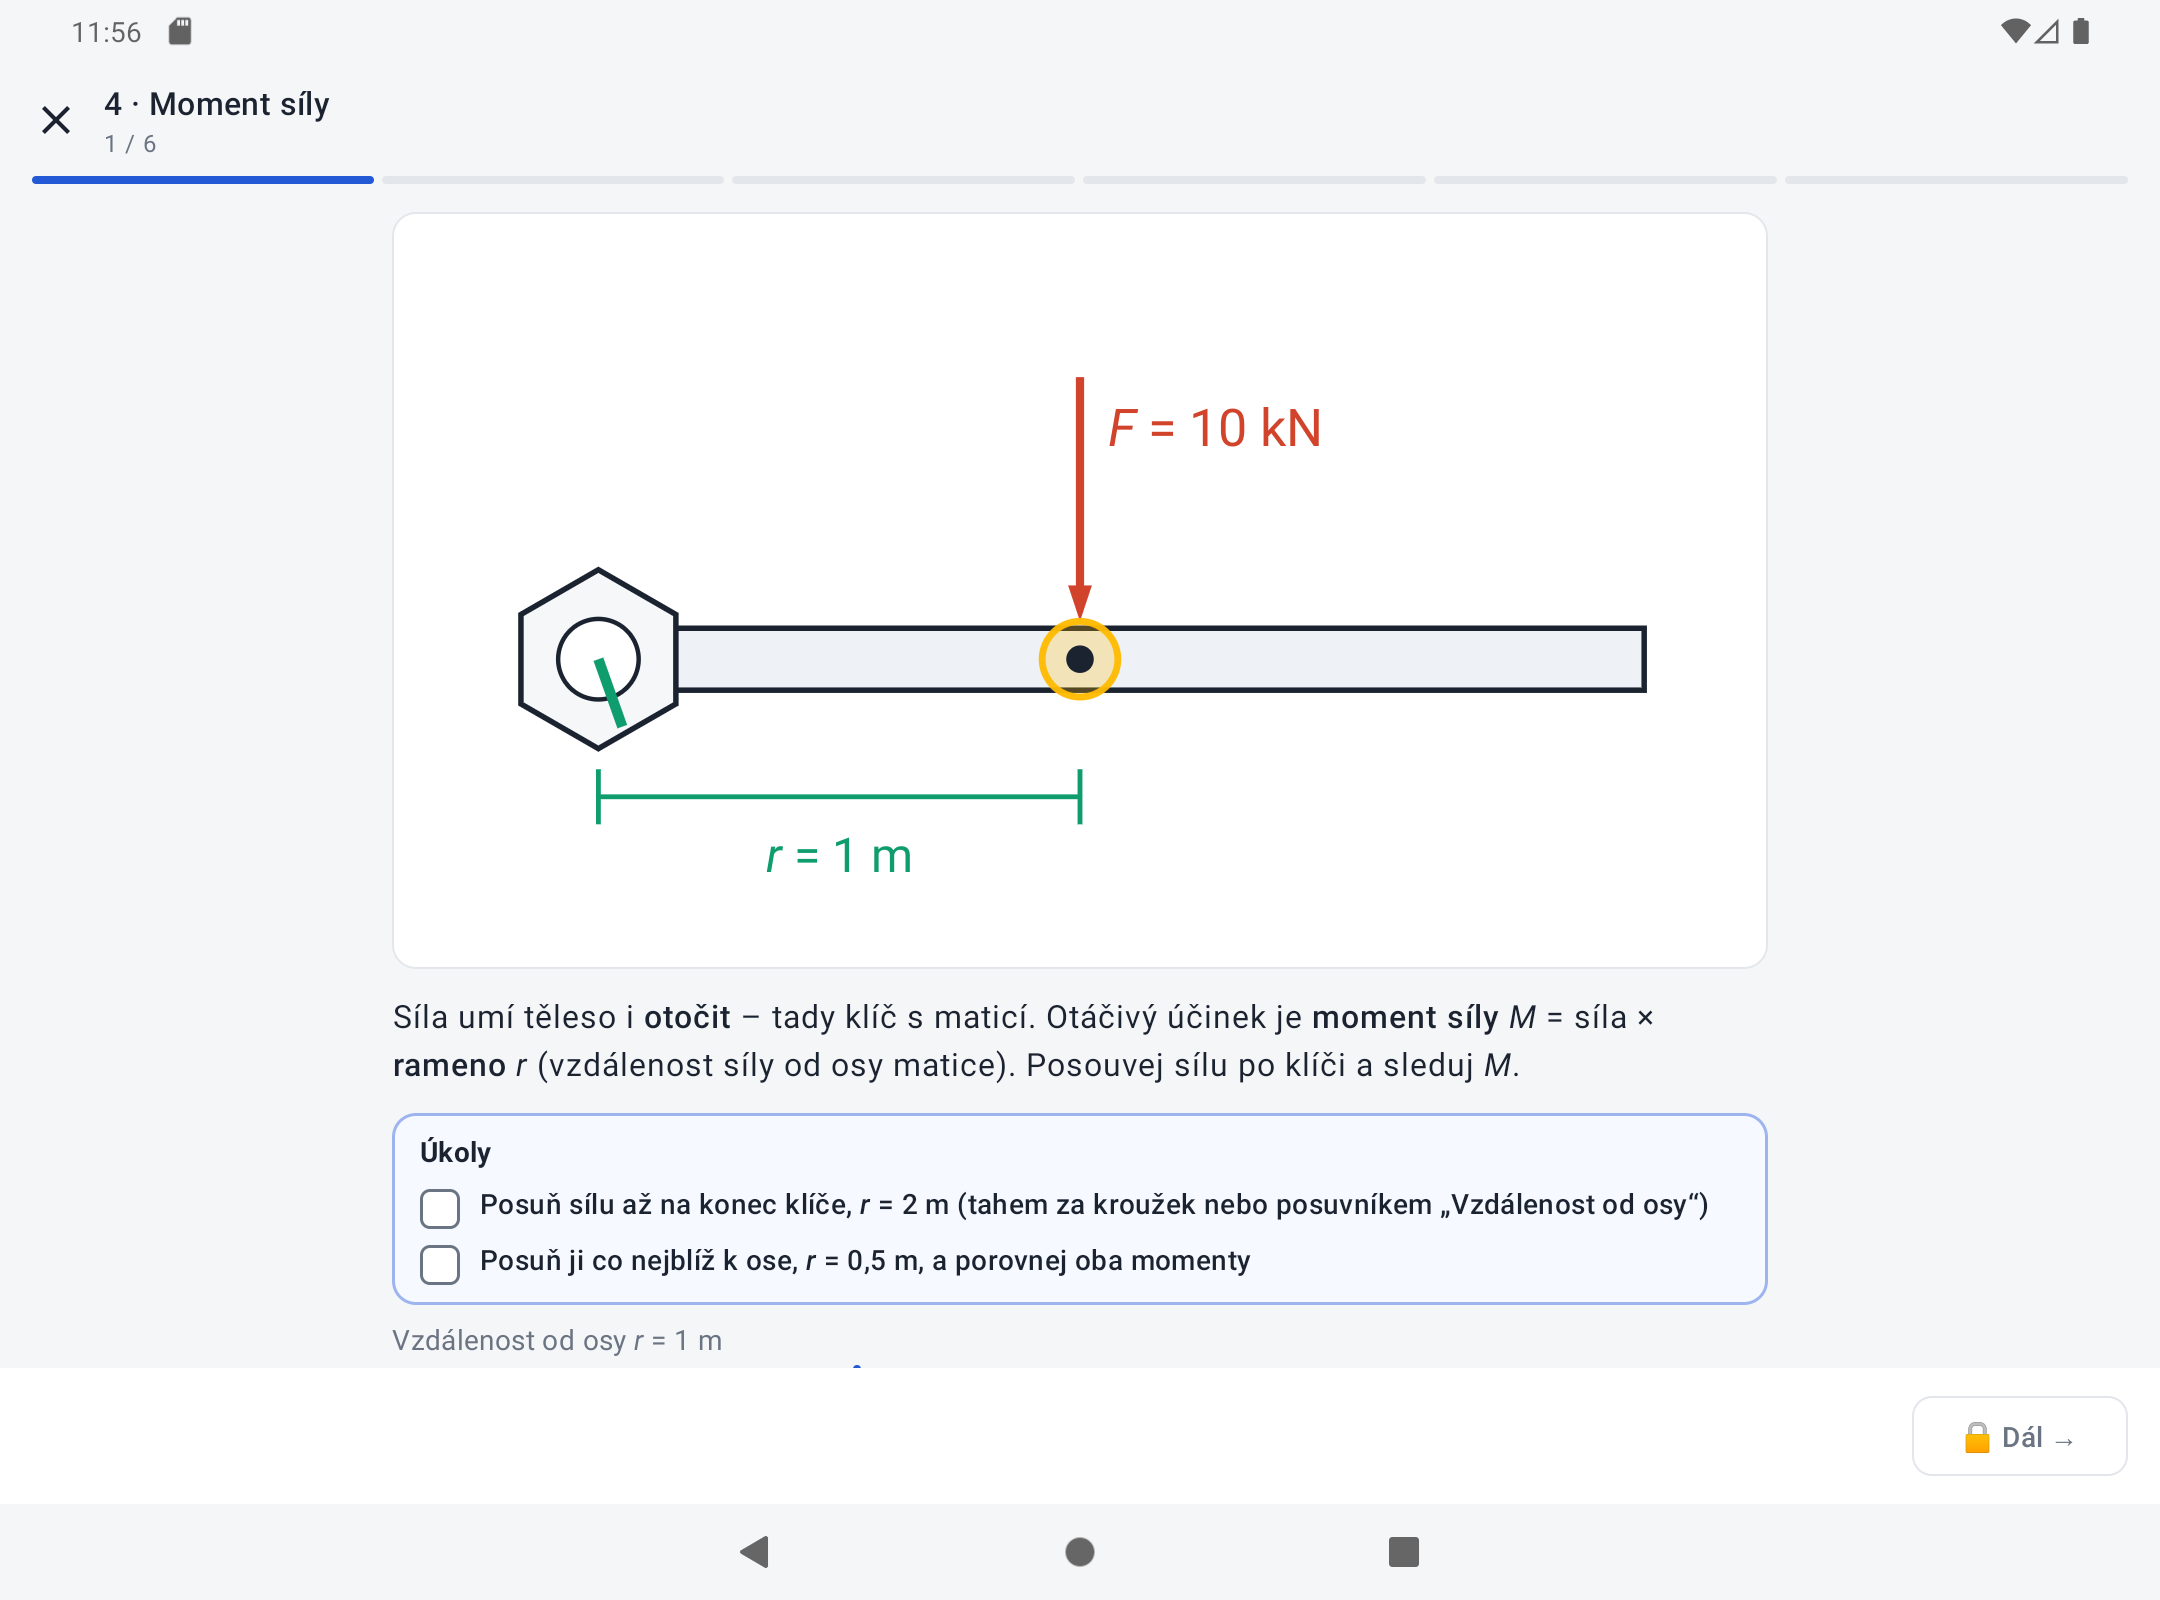 11:56
4 · Moment síly
1 / 6
F = 10 kN
r = 1 m
Síla umí těleso i otočit – tady klíč s maticí. Otáčivý účinek je moment síly M = síla ×
rameno r (vzdálenost síly od osy matice). Posouvej sílu po klíči a sleduj M.
Úkoly
Posuň sílu až na konec klíče, r = 2 m (tahem za kroužek nebo posuvníkem „Vzdálenost od osy“)
Posuň ji co nejblíž k ose, r = 0,5 m, a porovnej oba momenty
Vzdálenost od osy r = 1 m
Dál →